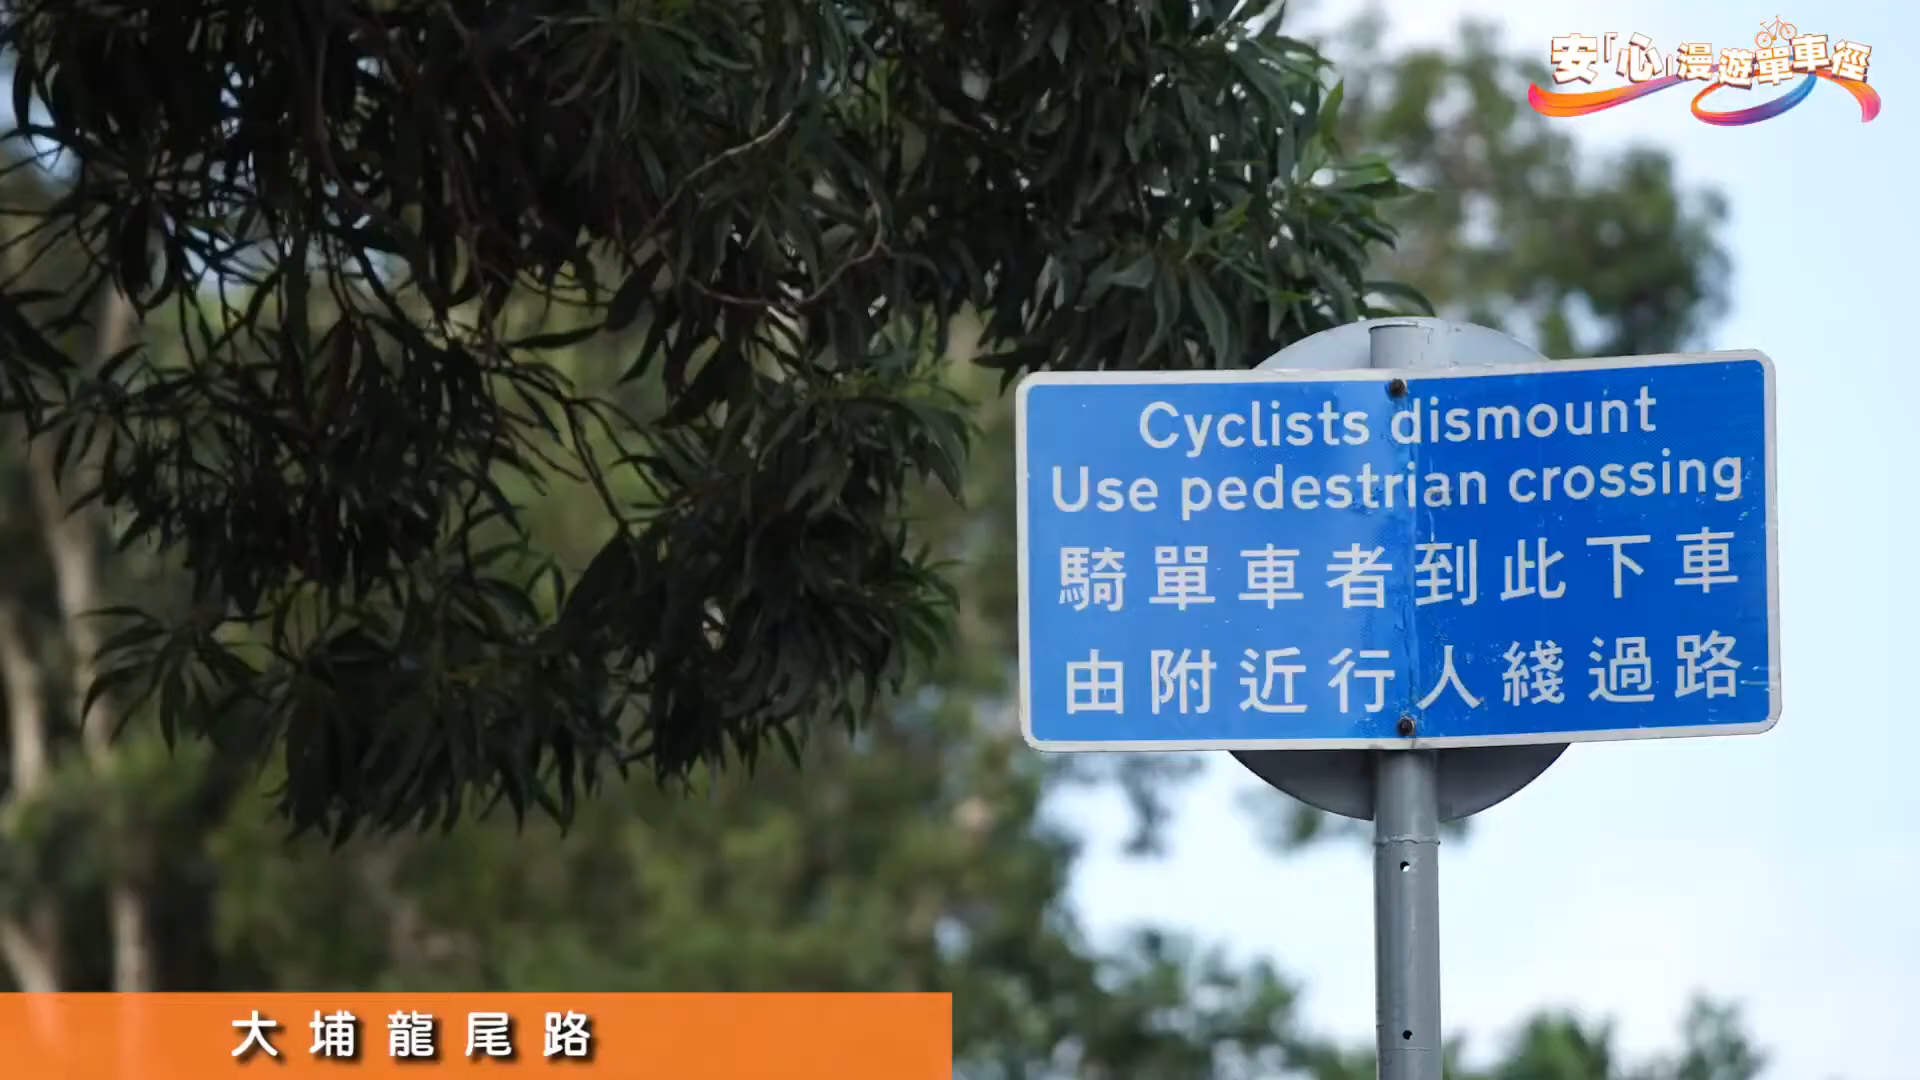 安「心」漫遊單車徑
Cyclists dismount
Use pedestrian crossing
騎單車者到此下車
由附近行人綫過路
大埔龍尾路